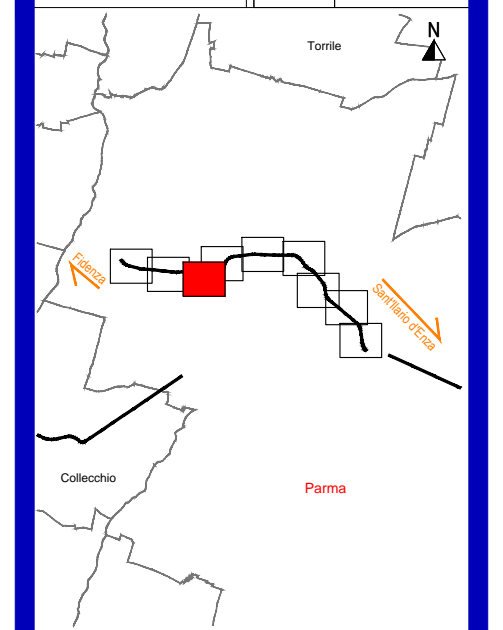 N
Torrile
Fidenza
Sant'Ilario d'Enza
Collecchio
Parma